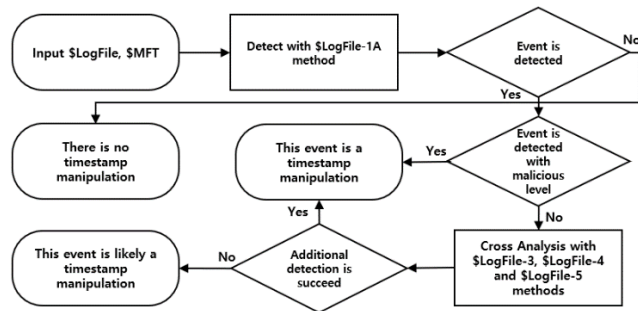 Input $LogFile, $MFT
Detect with $LogFile-1A
method
Event is
detected
No
Yes
There is no
timestamp
manipulation
This event is a
timestamp
manipulation
Yes
Event is
detected
with
malicious
level
No
Yes
This event is likely a
timestamp
manipulation
No
Additional
detection is
succeed
Cross Analysis with
$LogFile-3, $LogFile-4
and $LogFile-5
methods